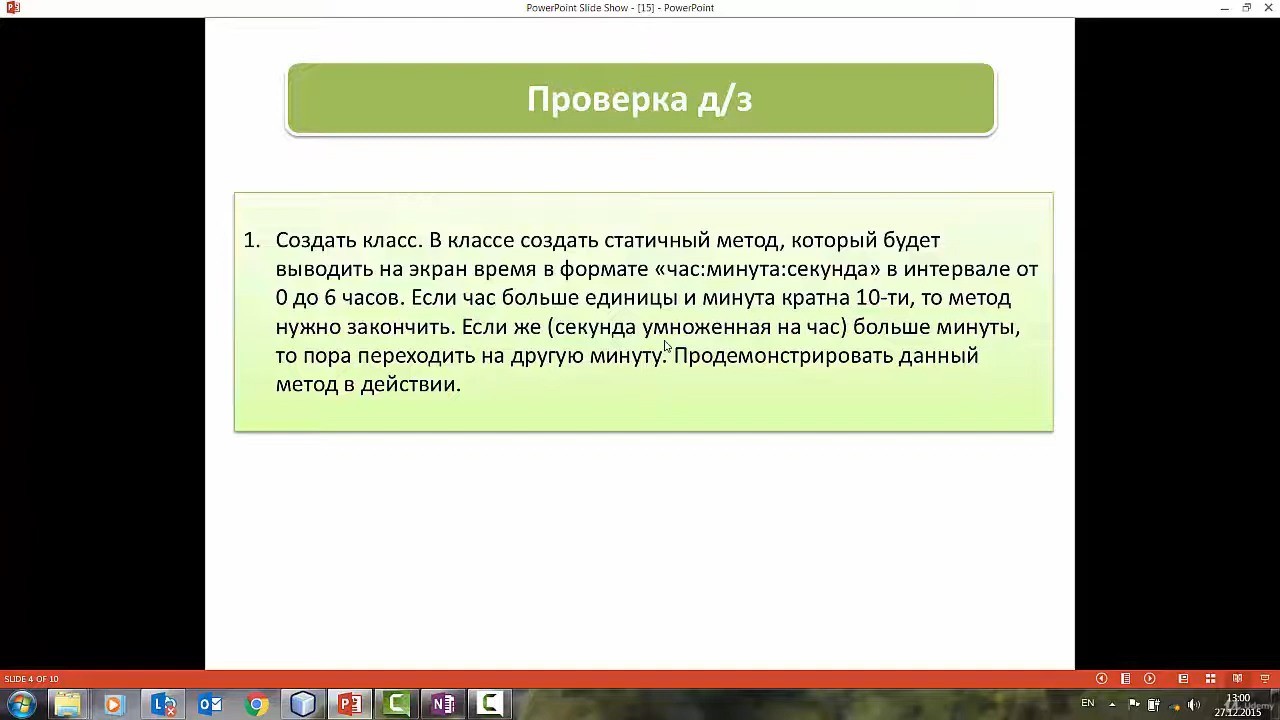 PowerPoint Slide Show - [15] - PowerPoint
Проверка д/з
1. Создать класс. В классе создать статичный метод, который будет
выводить на экран время в формате «час:минута:секунда» в интервале от
0 до 6 часов. Если час больше единицы и минута кратна 10-ти, то метод
нужно закончить. Если же (секунда умноженная на час) больше минуты,
то пора переходить на другую минуту. Продемонстрировать данный
метод в действии.
SLIDE 4 OF 10
EN
13:00
27.12.2015
Udemy